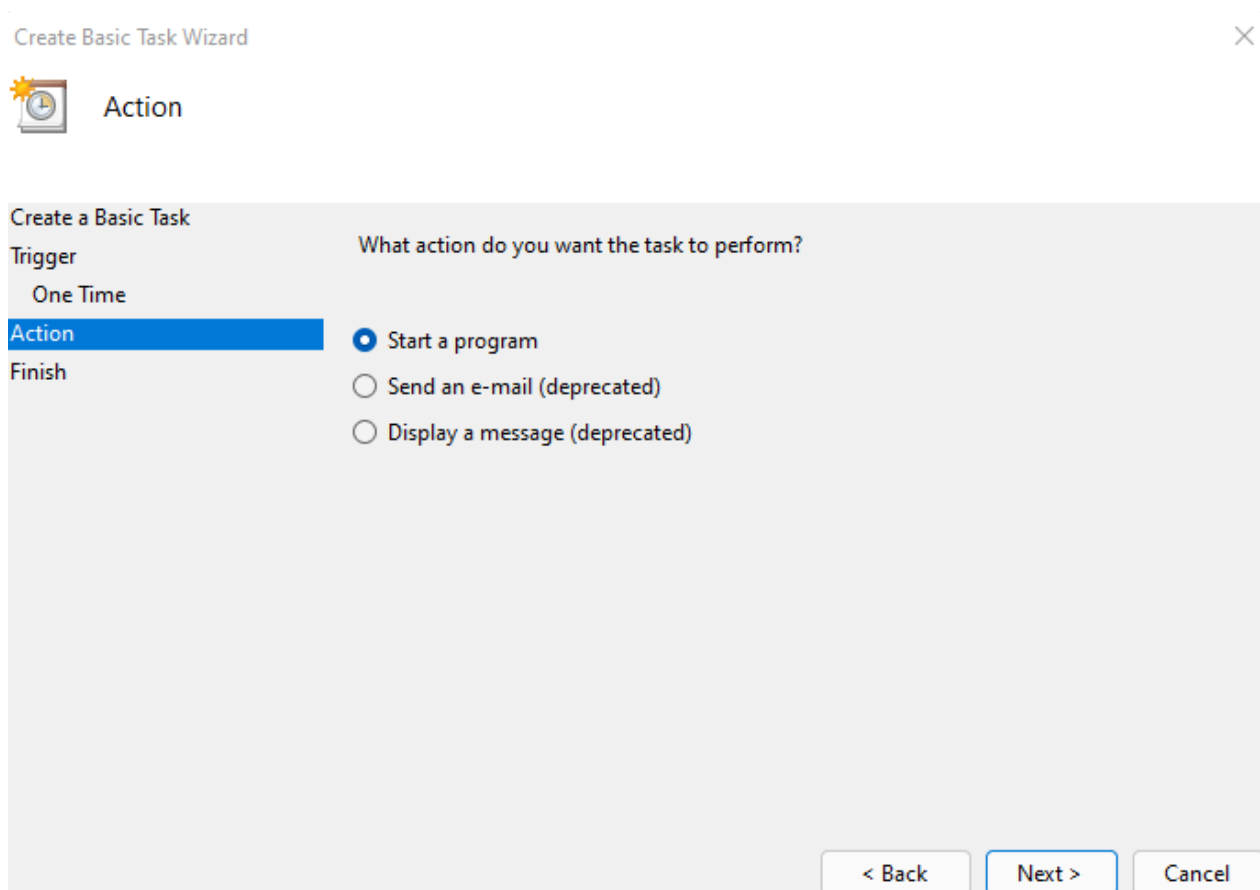 Create Basic Task Wizard
Action
Create a Basic Task
Trigger
One Time
Action
Finish
What action do you want the task to perform?
Start a program
Send an e-mail (deprecated)
Display a message (deprecated)
< Back
Next >
Cancel